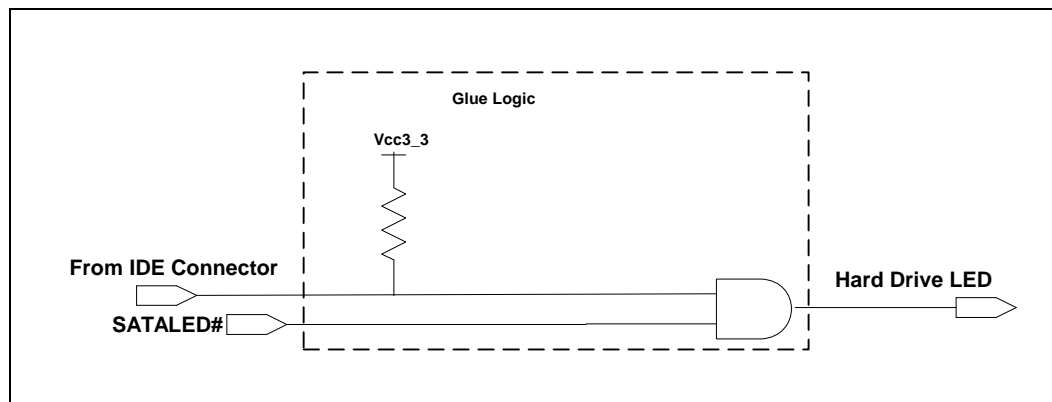 Glue Logic
Vcc3_3
From IDE Connector
Hard Drive LED
SATALED#